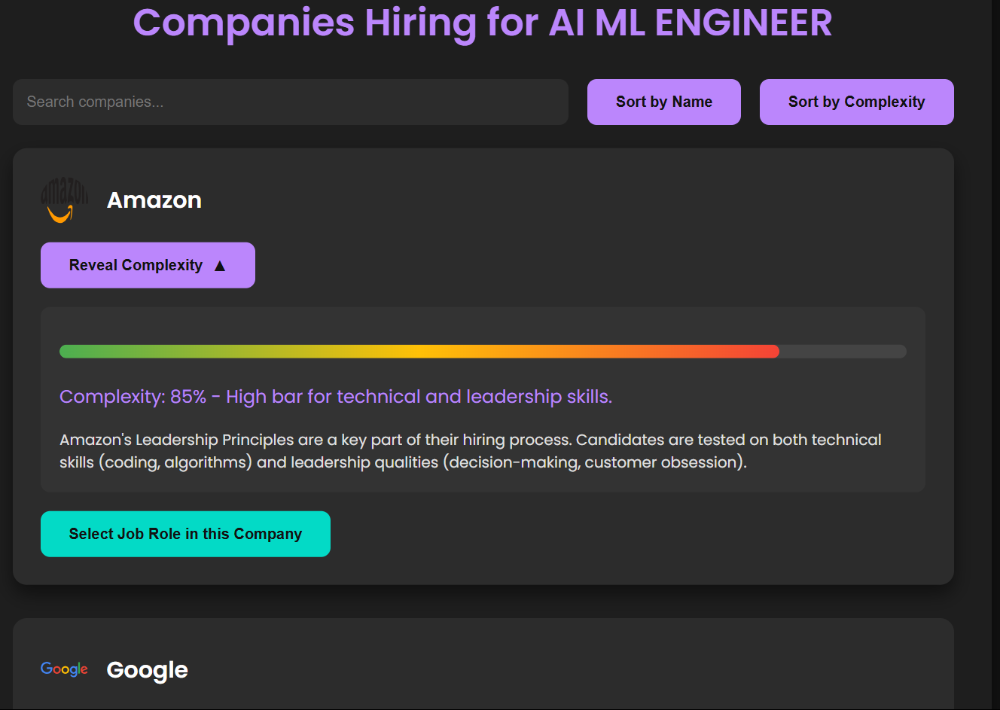 Companies Hiring for AI ML ENGINEER
Search companies...
Sort by Name
Sort by Complexity
amazon
Amazon
Reveal Complexity ▲
Complexity: 85% - High bar for technical and leadership skills.
Amazon's Leadership Principles are a key part of their hiring process. Candidates are tested on both technical
skills (coding, algorithms) and leadership qualities (decision-making, customer obsession).
Select Job Role in this Company
Google
Google